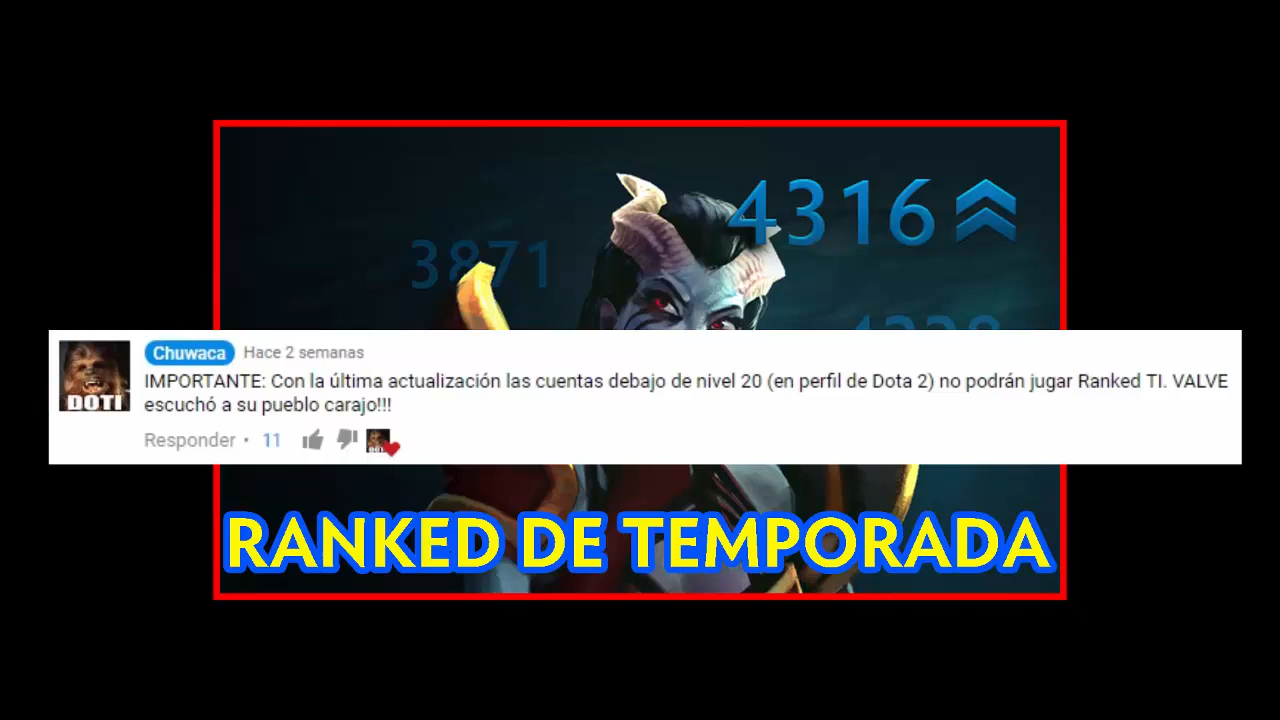 4316
3871
DOTI
Chuwaca Hace 2 semanas
IMPORTANTE: Con la última actualización las cuentas debajo de nivel 20 (en perfil de Dota 2) no podrán jugar Ranked TI. VALVE
escuchó a su pueblo carajo!!!
Responder • 11
RANKED DE TEMPORADA